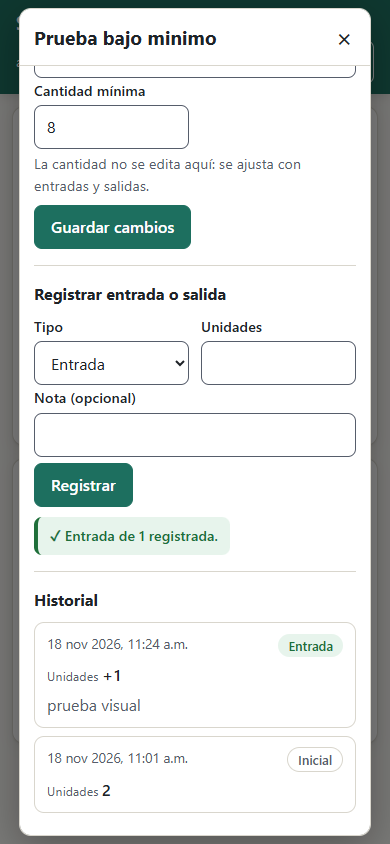 Prueba bajo minimo
×
Cantidad mínima
8
La cantidad no se edita aquí: se ajusta con
entradas y salidas.
Guardar cambios
Registrar entrada o salida
Tipo
Unidades
Entrada
Nota (opcional)
Registrar
✓ Entrada de 1 registrada.
Historial
18 nov 2026, 11:24 a.m.
Entrada
Unidades +1
prueba visual
18 nov 2026, 11:01 a.m.
Inicial
Unidades 2